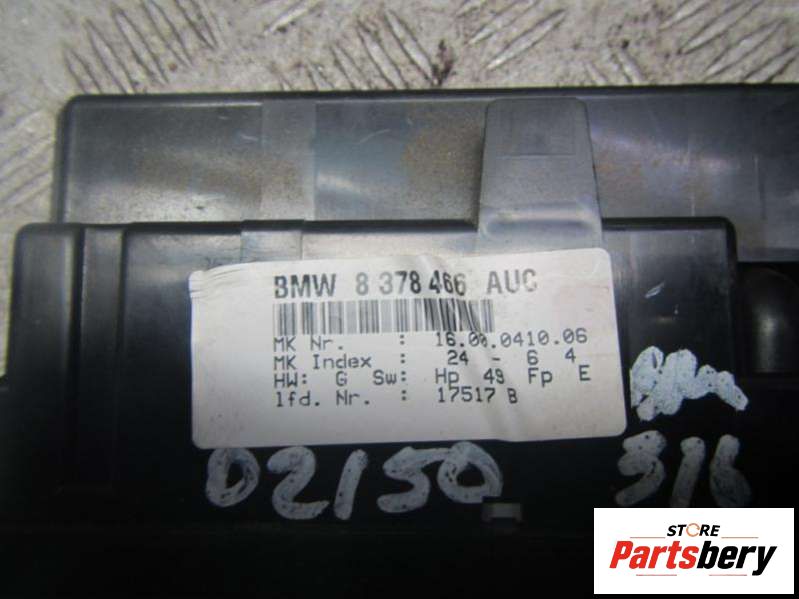 BMW 8 378 466 AUC
MK Nr. : 16.00.0410.06
MK Index : 24 - 6 4
HW: G Sw: Hp 49 Fp E
lfd. Nr. : 17517 B
02150 316
STORE
Partsbery